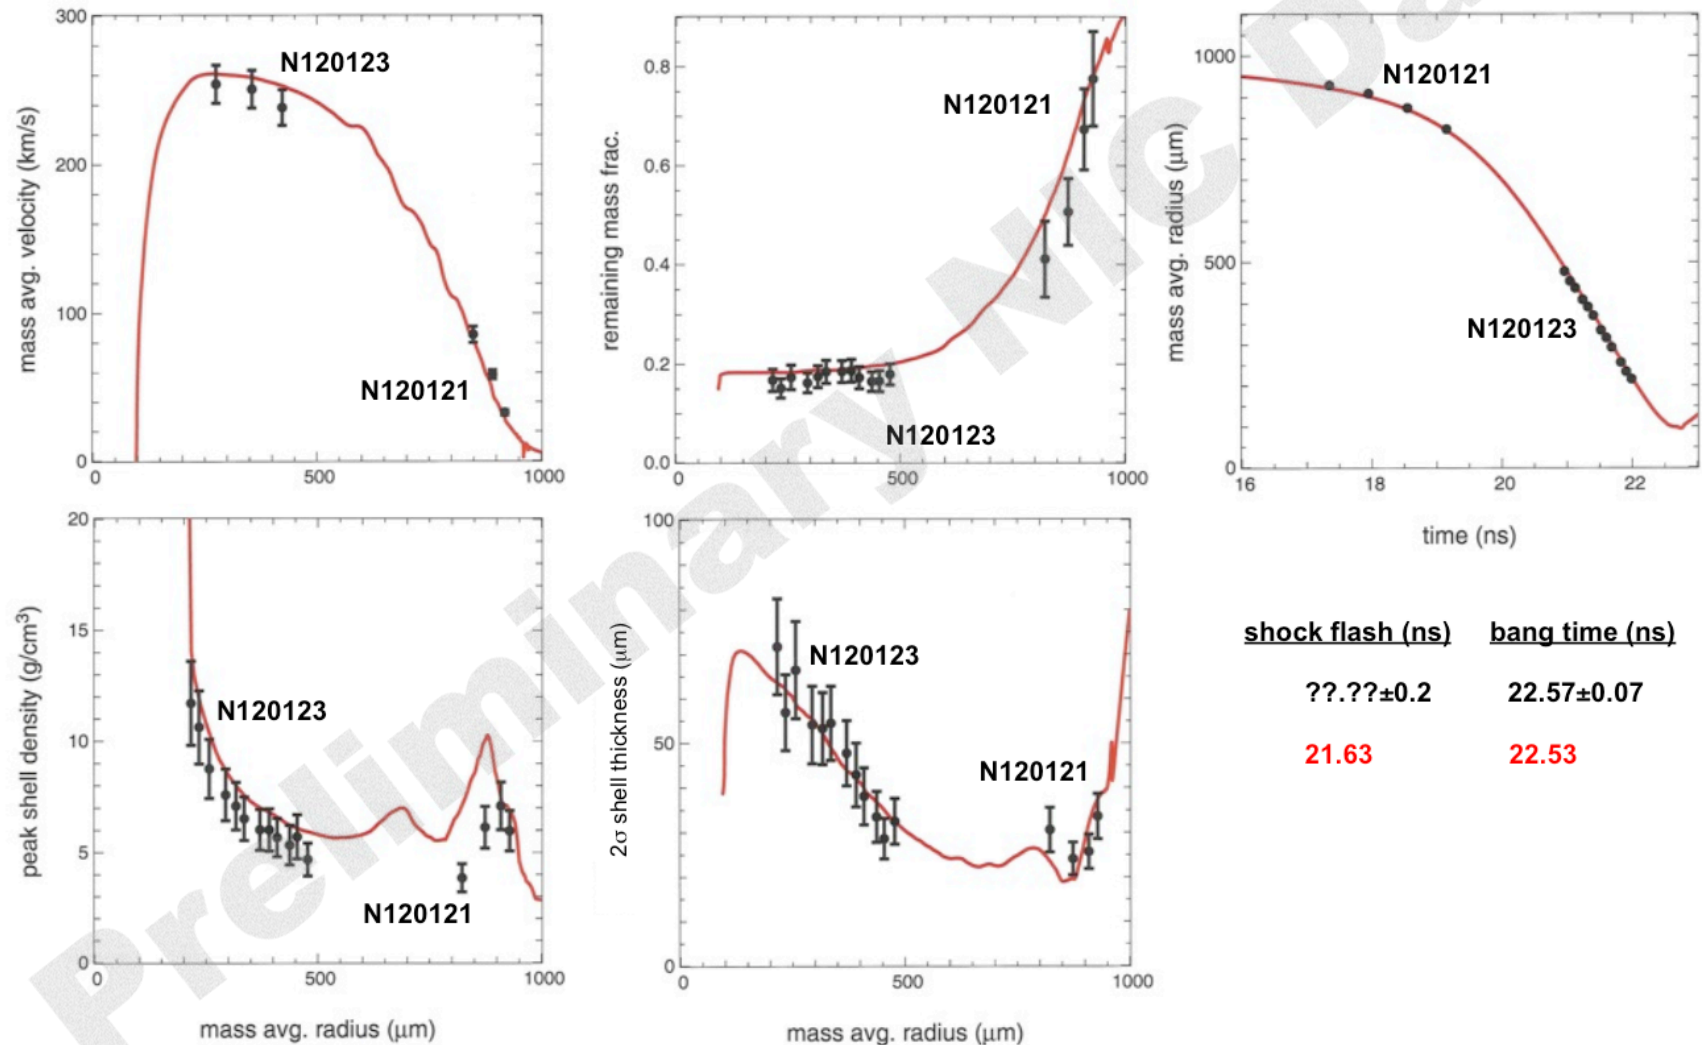 300
200
100
0
mass avg. velocity (km/s)
N120123
N120121
0 500 1000
0.8
0.6
0.4
0.2
0.0
remaining mass frac.
N120121
N120123
0 500 1000
1000
500
0
mass avg. radius (μm)
N120121
N120123
16 18 20 22
time (ns)
20
15
10
5
0
peak shell density (g/cm³)
N120123
N120121
0 500 1000
mass avg. radius (μm)
100
50
0
2σ shell thickness (μm)
N120123
N120121
0 500 1000
mass avg. radius (μm)
shock flash (ns) bang time (ns)
??.??±0.2 22.57±0.07
21.63 22.53
Preliminary NIC Da